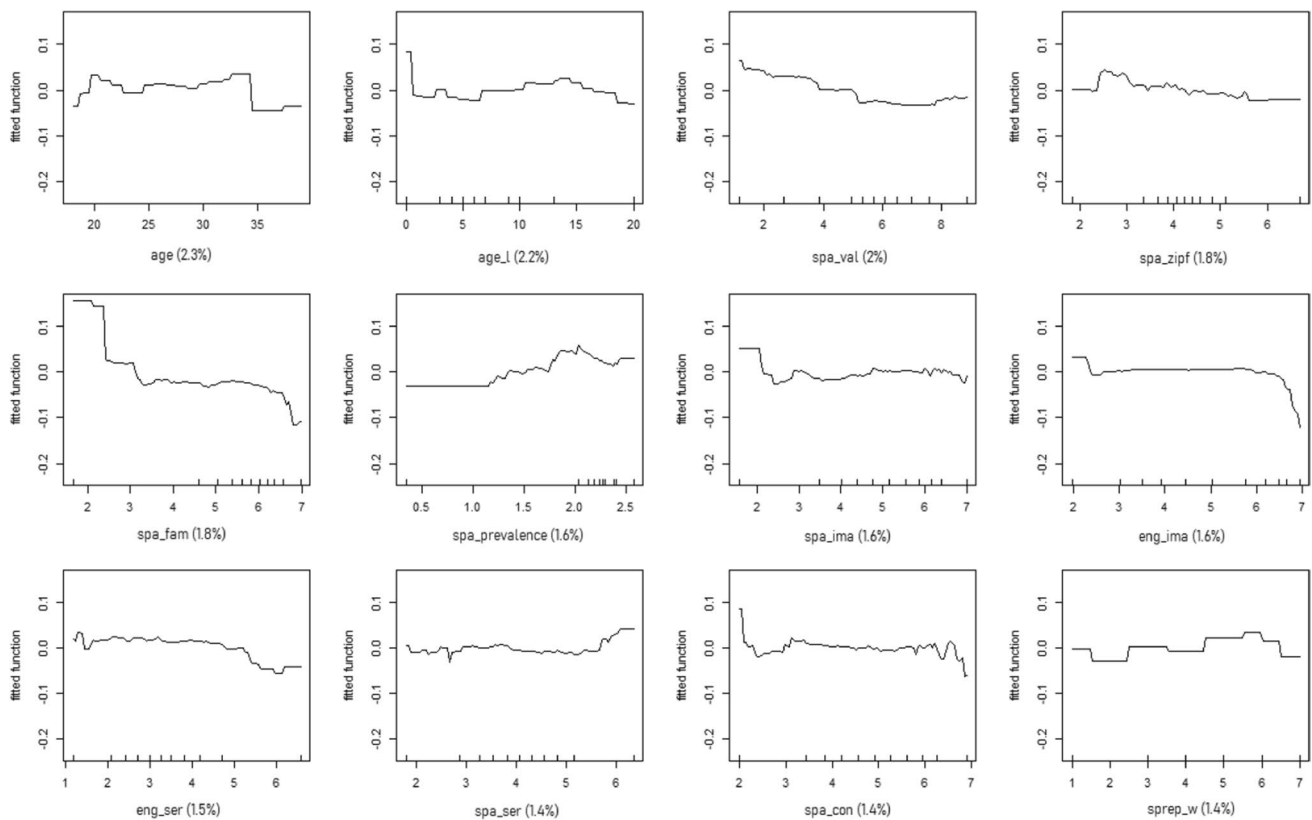 fitted function
0.1
0.0
-0.1
-0.2
20 25 30 35
age (2.3%)
fitted function
0.1
0.0
-0.1
-0.2
0 5 10 15 20
age_l (2.2%)
fitted function
0.1
0.0
-0.1
-0.2
2 4 6 8
spa_val (2%)
fitted function
0.1
0.0
-0.1
-0.2
2 3 4 5 6
spa_zipf (1.8%)
fitted function
0.1
0.0
-0.1
-0.2
2 3 4 5 6 7
spa_fam (1.8%)
fitted function
0.1
0.0
-0.1
-0.2
0.5 1.0 1.5 2.0 2.5
spa_prevalence (1.6%)
fitted function
0.1
0.0
-0.1
-0.2
2 3 4 5 6 7
spa_ima (1.6%)
fitted function
0.1
0.0
-0.1
-0.2
2 3 4 5 6 7
eng_ima (1.6%)
fitted function
0.1
0.0
-0.1
-0.2
1 2 3 4 5 6
eng_ser (1.5%)
fitted function
0.1
0.0
-0.1
-0.2
2 3 4 5 6
spa_ser (1.4%)
fitted function
0.1
0.0
-0.1
-0.2
2 3 4 5 6 7
spa_con (1.4%)
fitted function
0.1
0.0
-0.1
-0.2
1 2 3 4 5 6 7
sprep_w (1.4%)